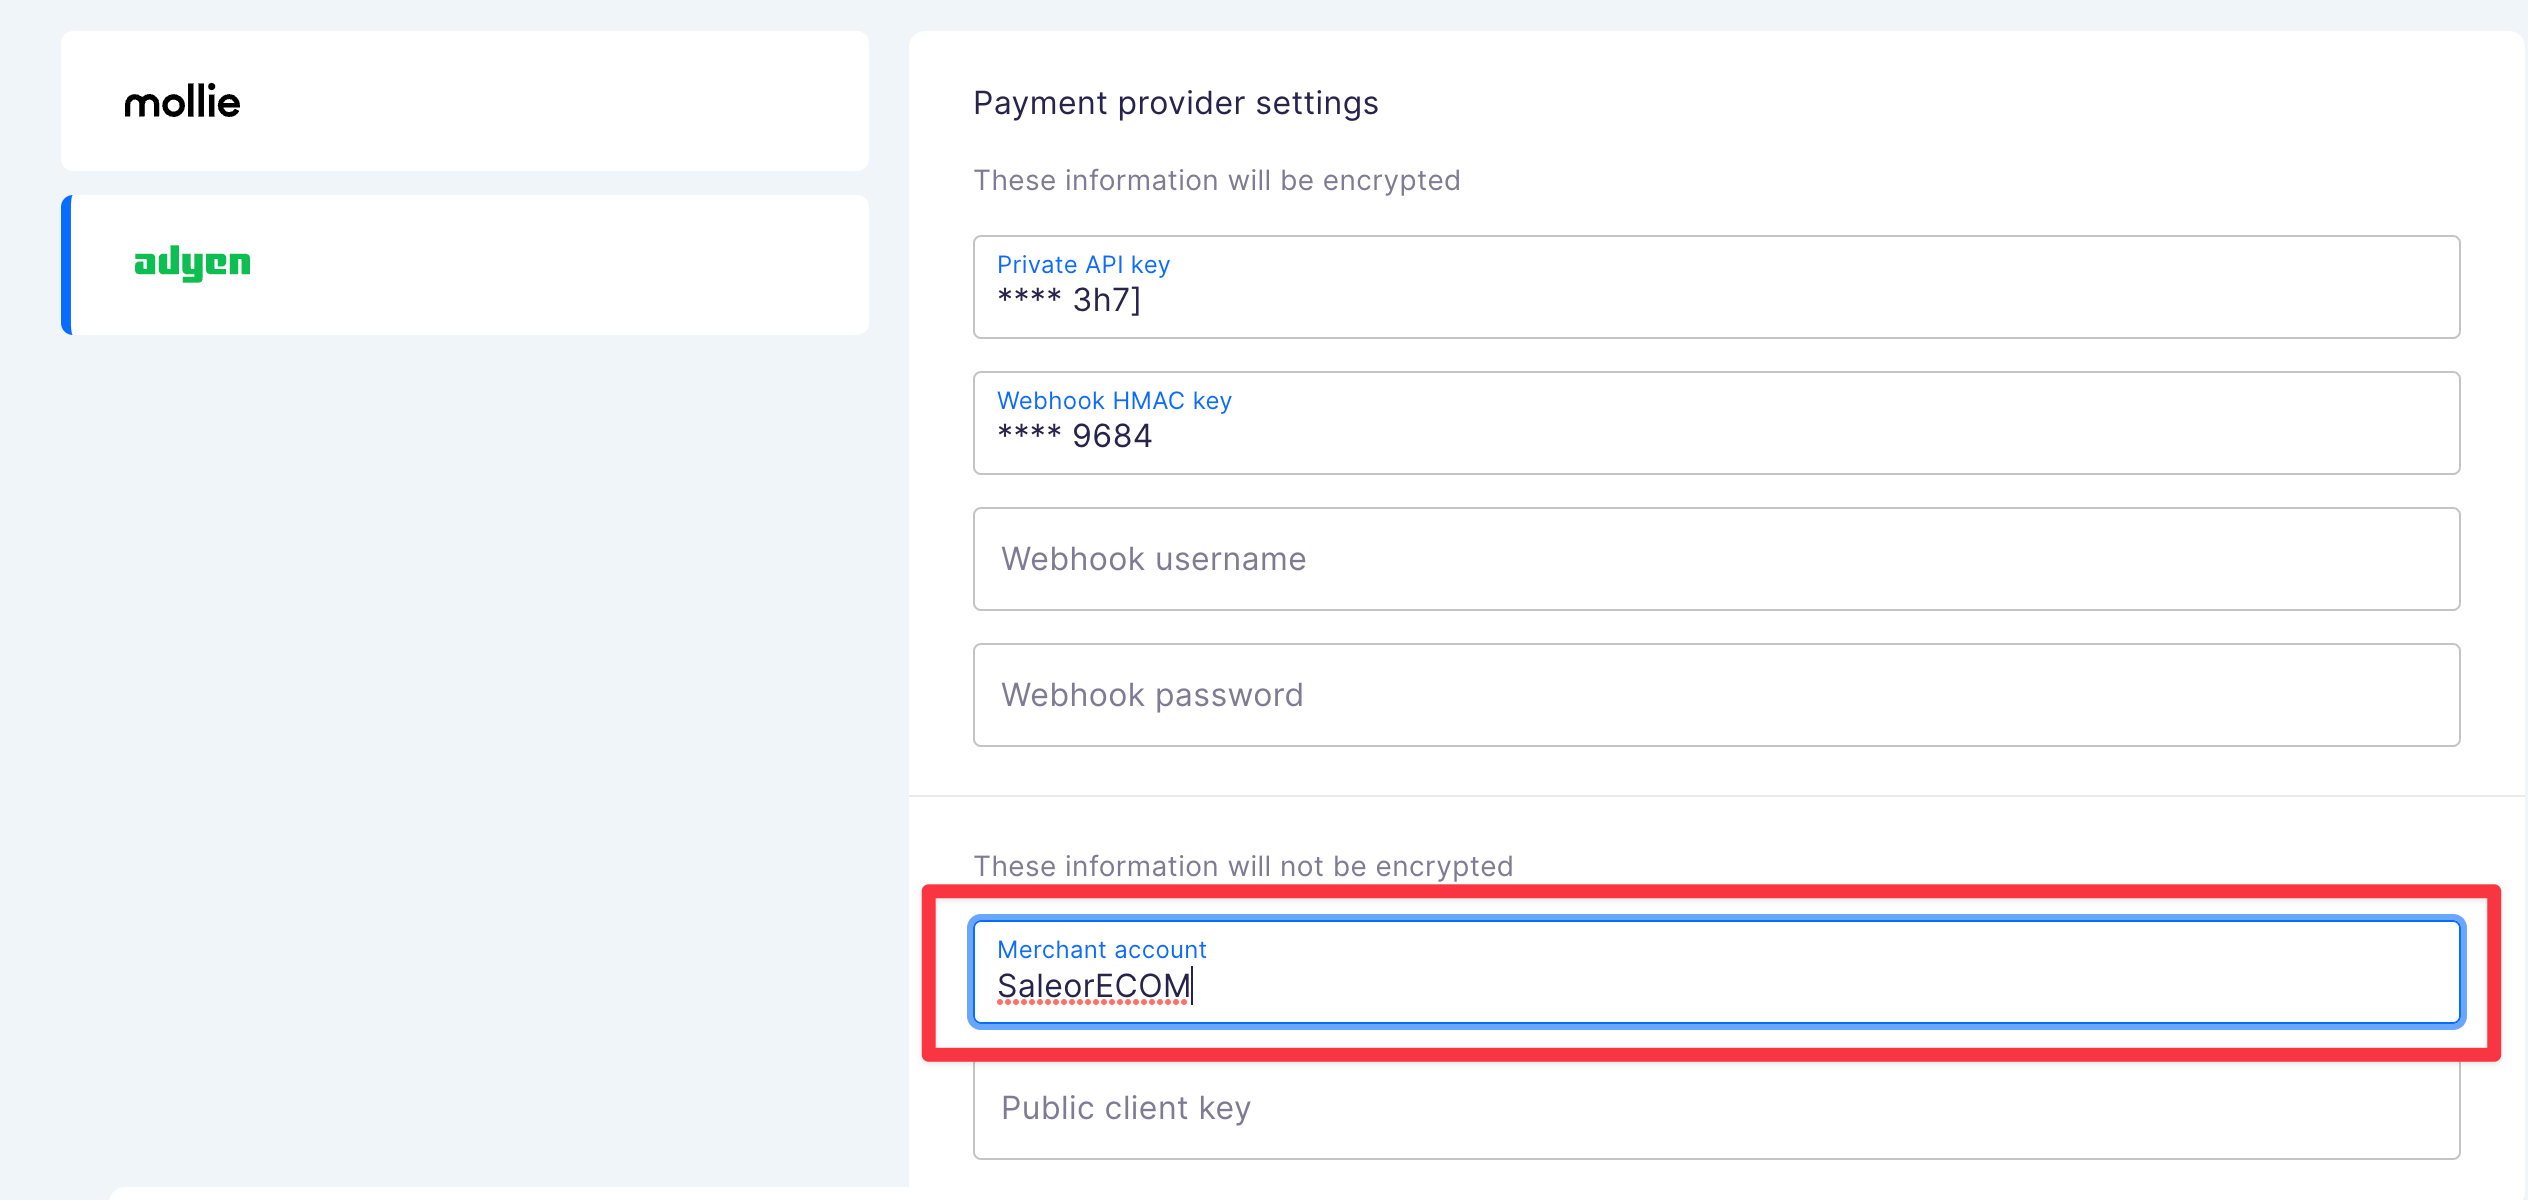 mollie
adyen
Payment provider settings
These information will be encrypted
Private API key
**** 3h7]
Webhook HMAC key
**** 9684
Webhook username
Webhook password
These information will not be encrypted
Merchant account
SaleorECOM
Public client key